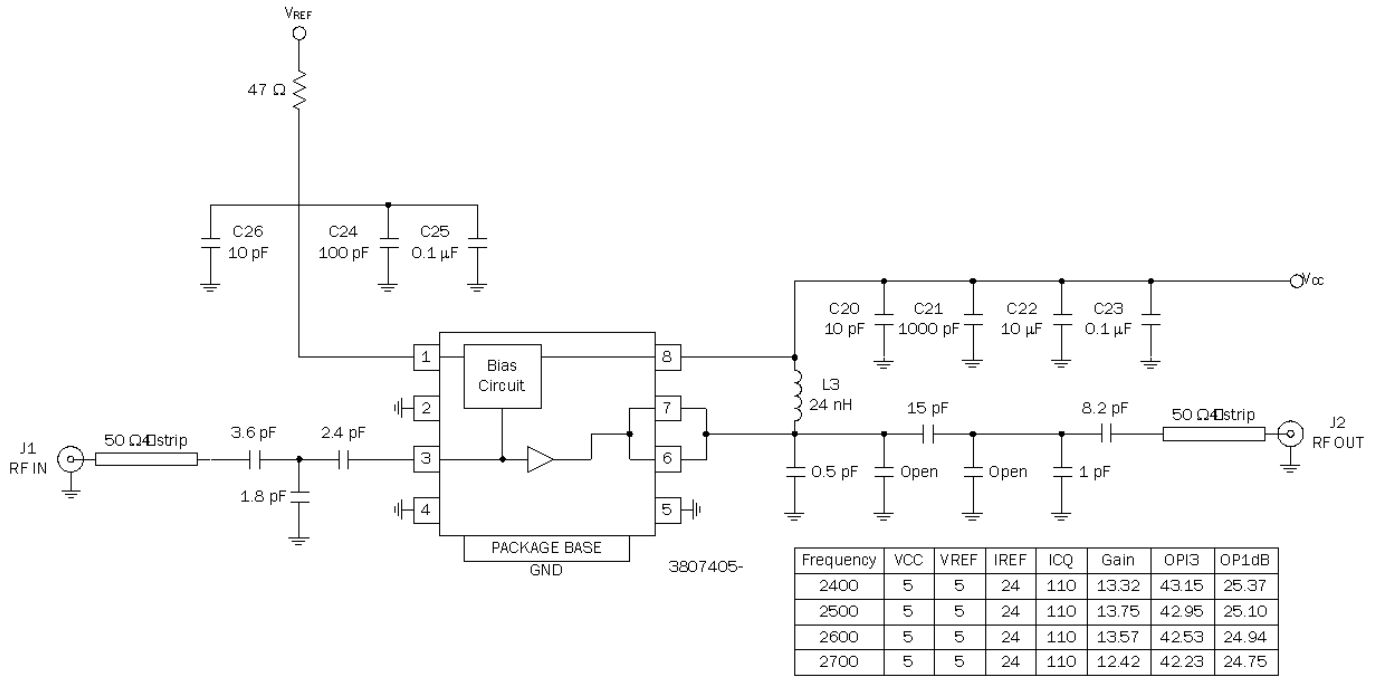 VREF
47 Ω
C26
10 pF
C24
100 pF
C25
0.1 µF
VCC
C20
10 pF
C21
1000 pF
C22
10 µF
C23
0.1 µF
1
Bias
Circuit
8
L3
24 nH
2
7
15 pF
8.2 pF
50 Ω strip
J2
RF OUT
J1
RF IN
50 Ω strip
3.6 pF
2.4 pF
3
6
0.5 pF
Open
Open
1 pF
1.8 pF
4
5
PACKAGE BASE
GND
3807405-
Frequency VCC VREF IREF ICQ Gain OPI3 OP1dB
2400 5 5 24 110 13.32 43.15 25.37
2500 5 5 24 110 13.75 42.95 25.10
2600 5 5 24 110 13.57 42.53 24.94
2700 5 5 24 110 12.42 42.23 24.75